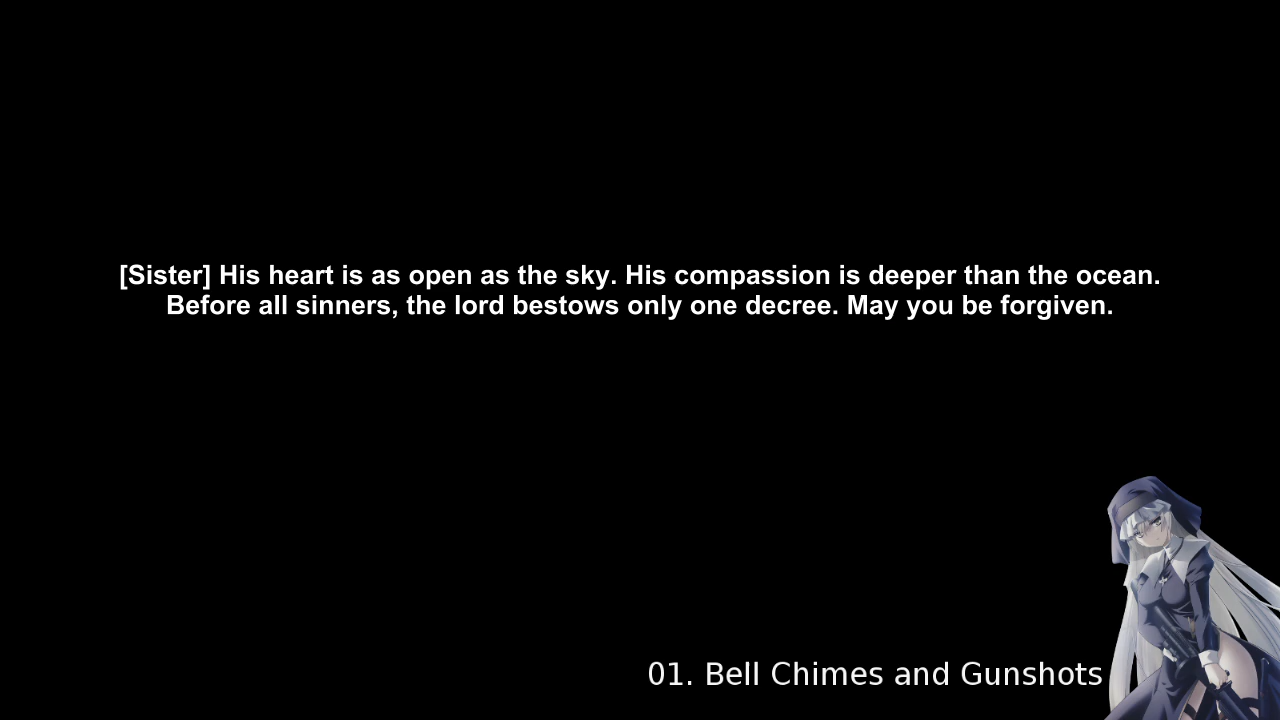 [Sister] His heart is as open as the sky. His compassion is deeper than the ocean.
Before all sinners, the lord bestows only one decree. May you be forgiven.
01. Bell Chimes and Gunshots